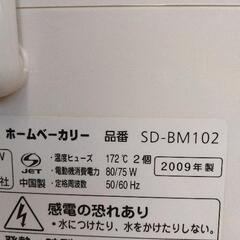 ホームベーカリー 品番 SD-BM102
W
JET
・温度ヒューズ 172℃ 2個
2009年製
・電動機消費電力 80/75 W
社 中国製
・定格周波数 50/60 Hz
感電の恐れあり
・水につけたり、水をかけたり